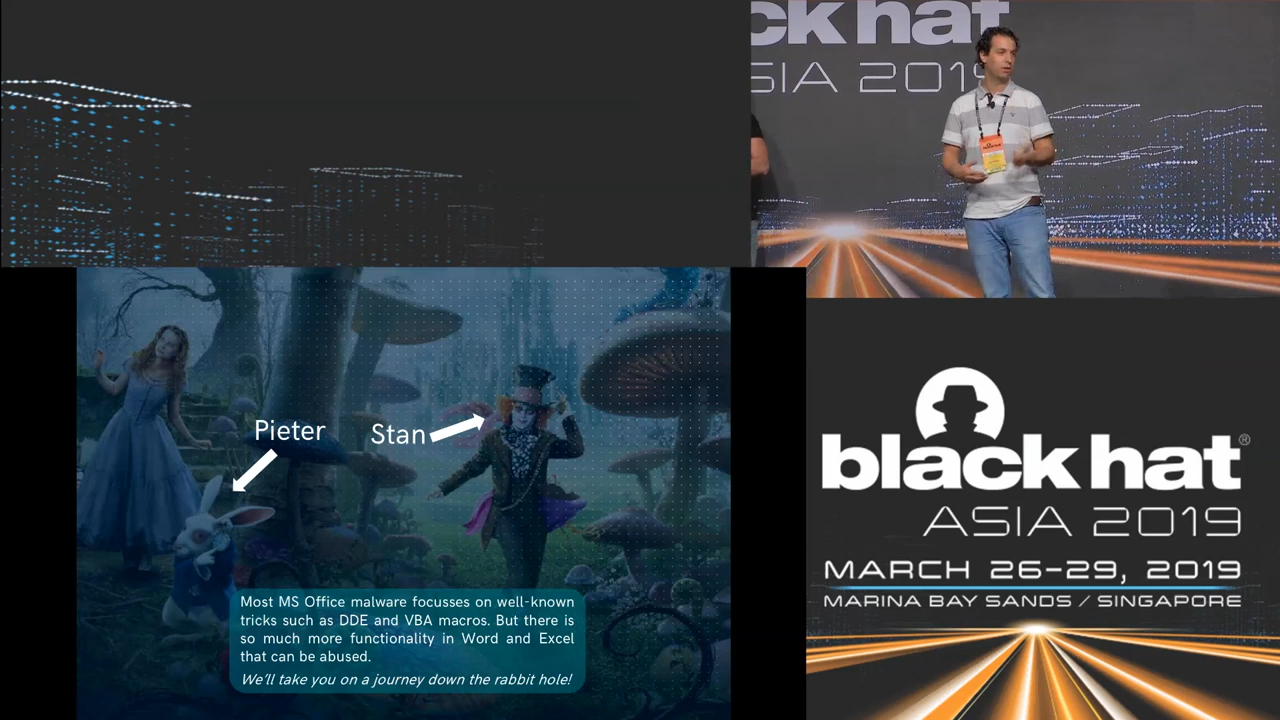 ck hat
SIA 2019
Pieter
Stan
Most MS Office malware focusses on well-known
tricks such as DDE and VBA macros. But there is
so much more functionality in Word and Excel
that can be abused.
We'll take you on a journey down the rabbit hole!
black hat®
ASIA 2019
MARCH 26-29, 2019
MARINA BAY SANDS / SINGAPORE